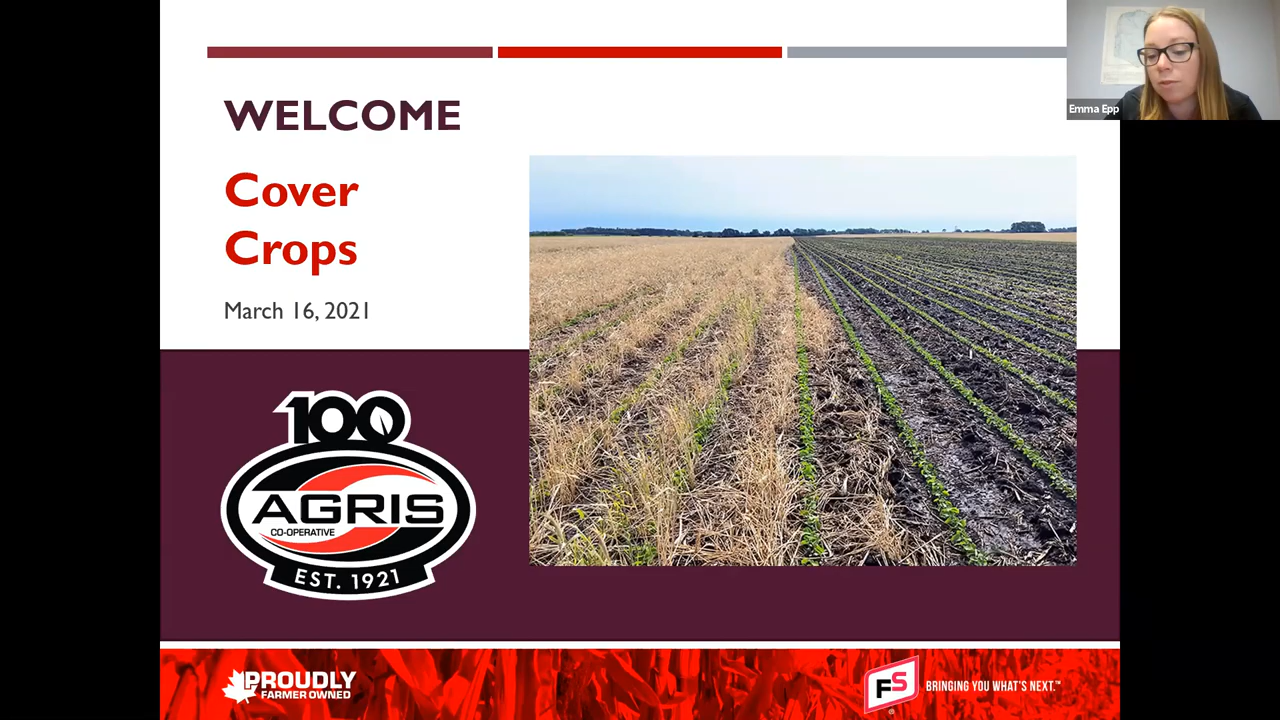 WELCOME
Cover
Crops
March 16, 2021
Emma Epp
100
AGRIS
CO-OPERATIVE
EST. 1921
PROUDLY
FARMER OWNED
FS
BRINGING YOU WHAT'S NEXT.™